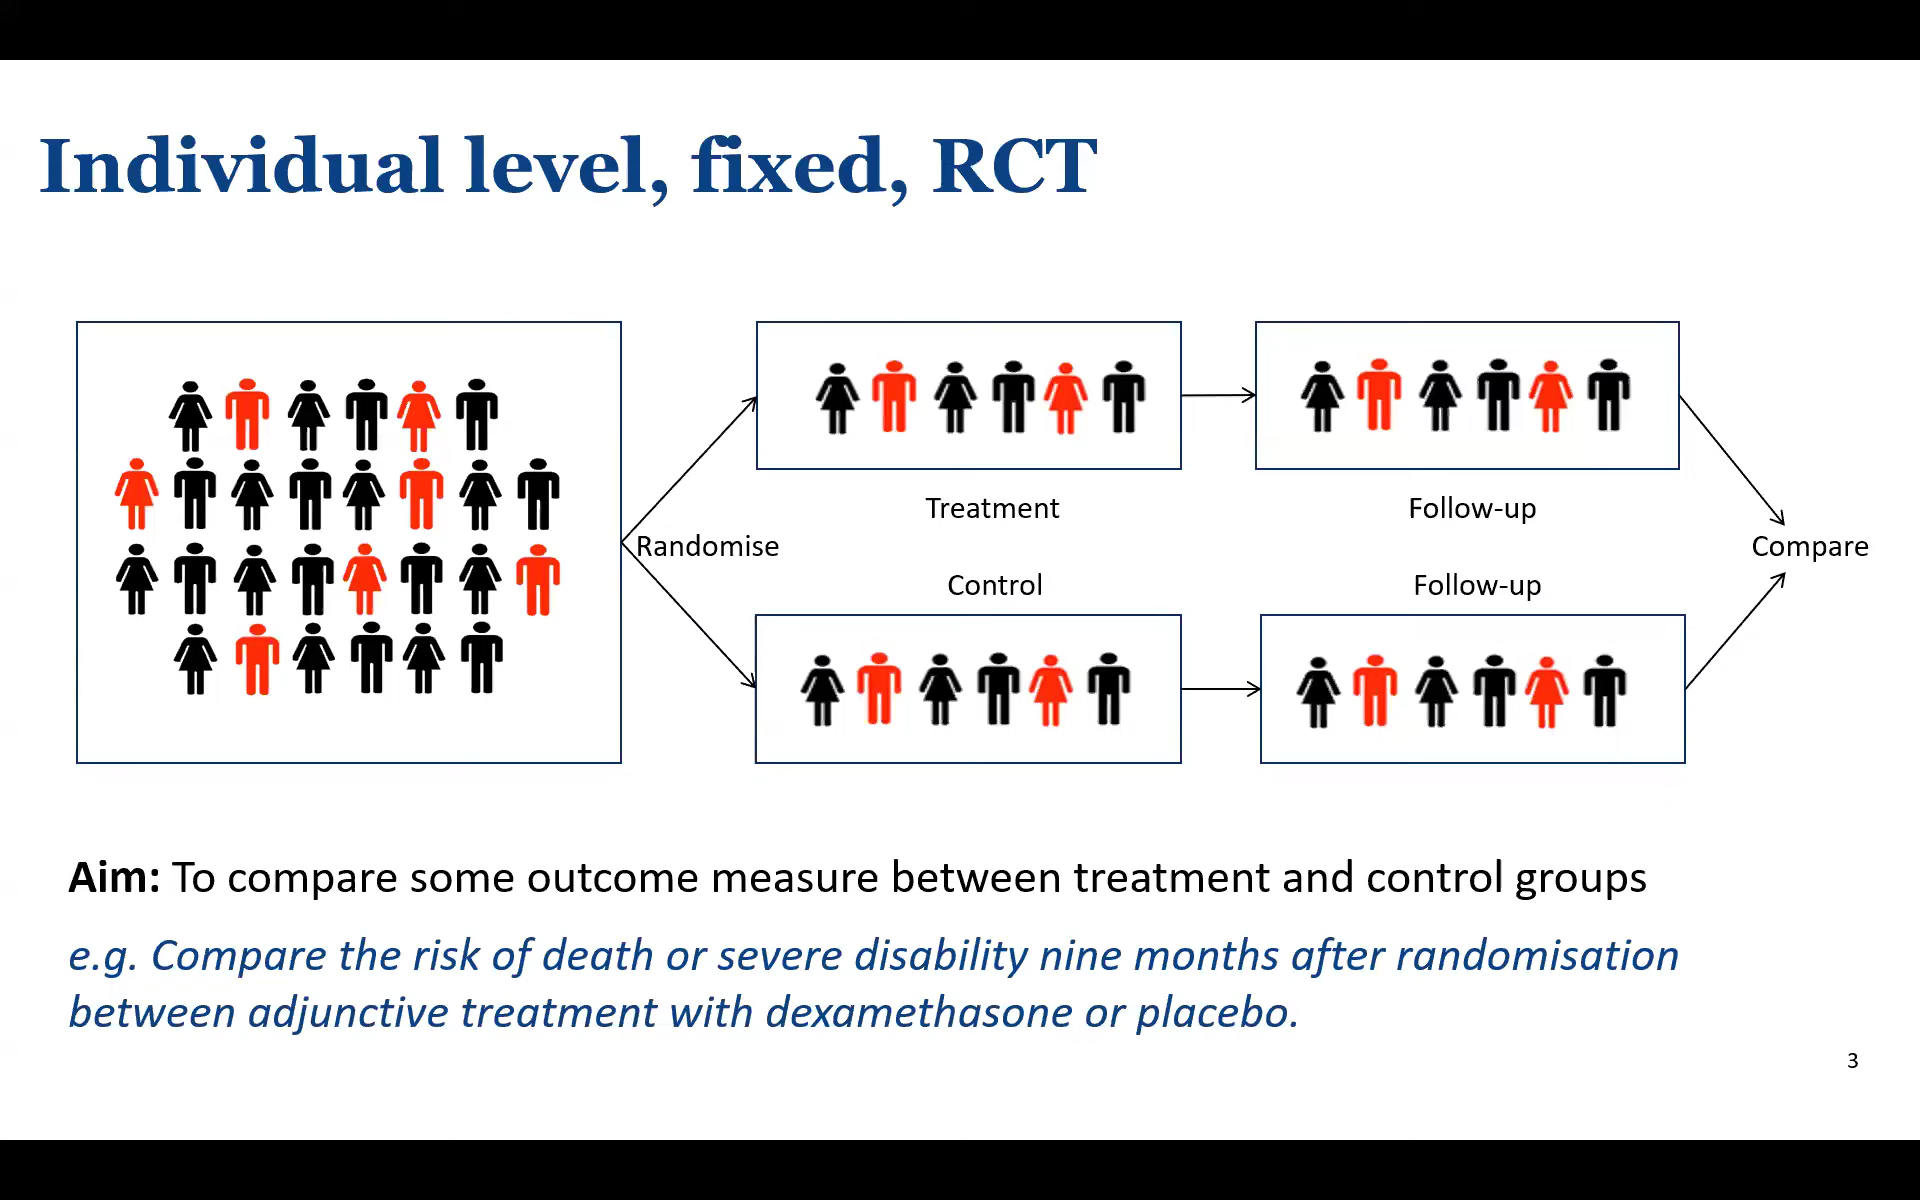 Individual level, fixed, RCT
Treatment
Follow-up
Randomise
Compare
Control
Follow-up
Aim: To compare some outcome measure between treatment and control groups
e.g. Compare the risk of death or severe disability nine months after randomisation
between adjunctive treatment with dexamethasone or placebo.
3